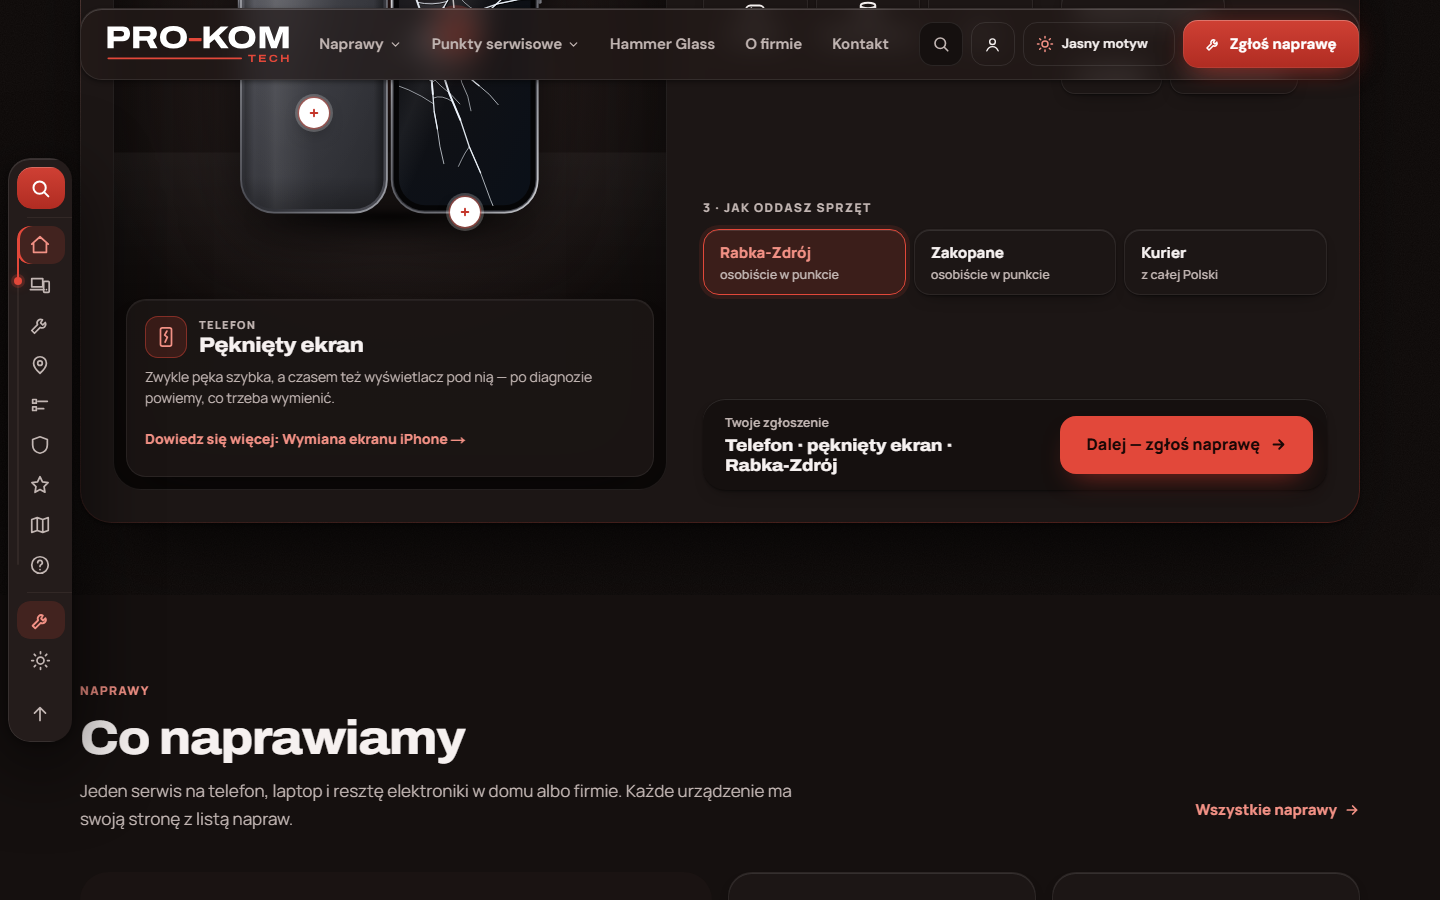 PRO-KOM
TECH
Naprawy
Punkty serwisowe
Hammer Glass
O firmie
Kontakt
Jasny motyw
Zgłoś naprawę
3 · JAK ODDASZ SPRZĘT
Rabka-Zdrój
osobiście w punkcie
Zakopane
osobiście w punkcie
Kurier
z całej Polski
TELEFON
Pęknięty ekran
Zwykle pęka szybka, a czasem też wyświetlacz pod nią — po diagnozie
powiemy, co trzeba wymienić.
Dowiedz się więcej: Wymiana ekranu iPhone →
Twoje zgłoszenie
Telefon · pęknięty ekran ·
Rabka-Zdrój
Dalej — zgłoś naprawę →
NAPRAWY
Co naprawiamy
Jeden serwis na telefon, laptop i resztę elektroniki w domu albo firmie. Każde urządzenie ma
swoją stronę z listą napraw.
Wszystkie naprawy →